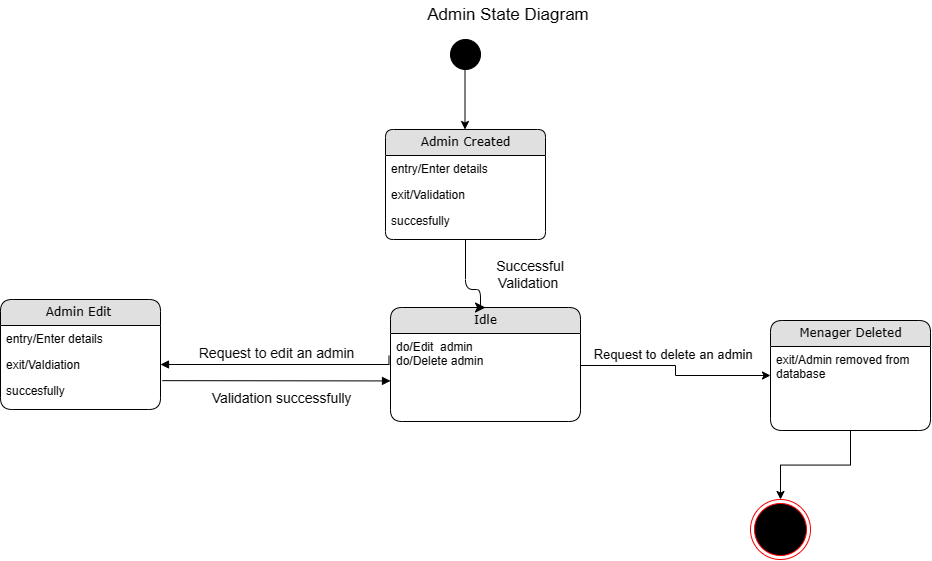 Admin State Diagram
Admin Created
entry/Enter details
exit/Validation
succesfully
Successful
Validation
Admin Edit
entry/Enter details
exit/Valdiation
succesfully
Request to edit an admin
Validation successfully
Idle
do/Edit  admin
do/Delete admin
Request to delete an admin
Menager Deleted
exit/Admin removed from
database